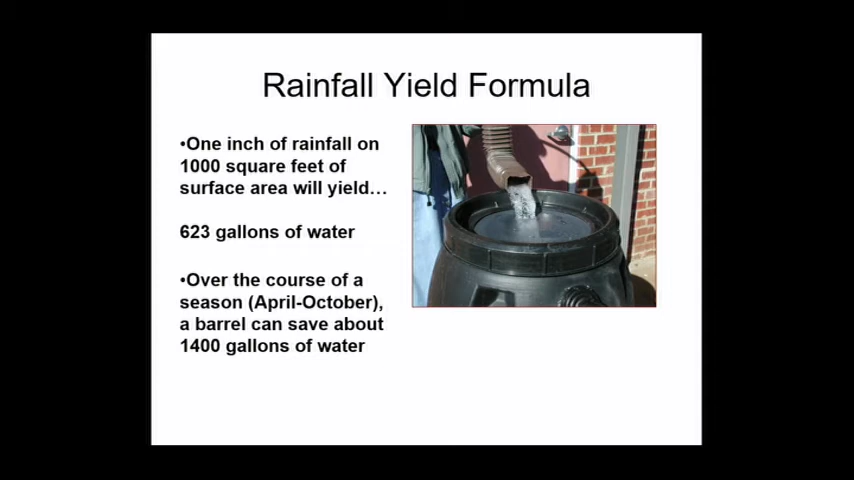 Rainfall Yield Formula
•One inch of rainfall on
1000 square feet of
surface area will yield…
623 gallons of water
•Over the course of a
season (April-October),
a barrel can save about
1400 gallons of water